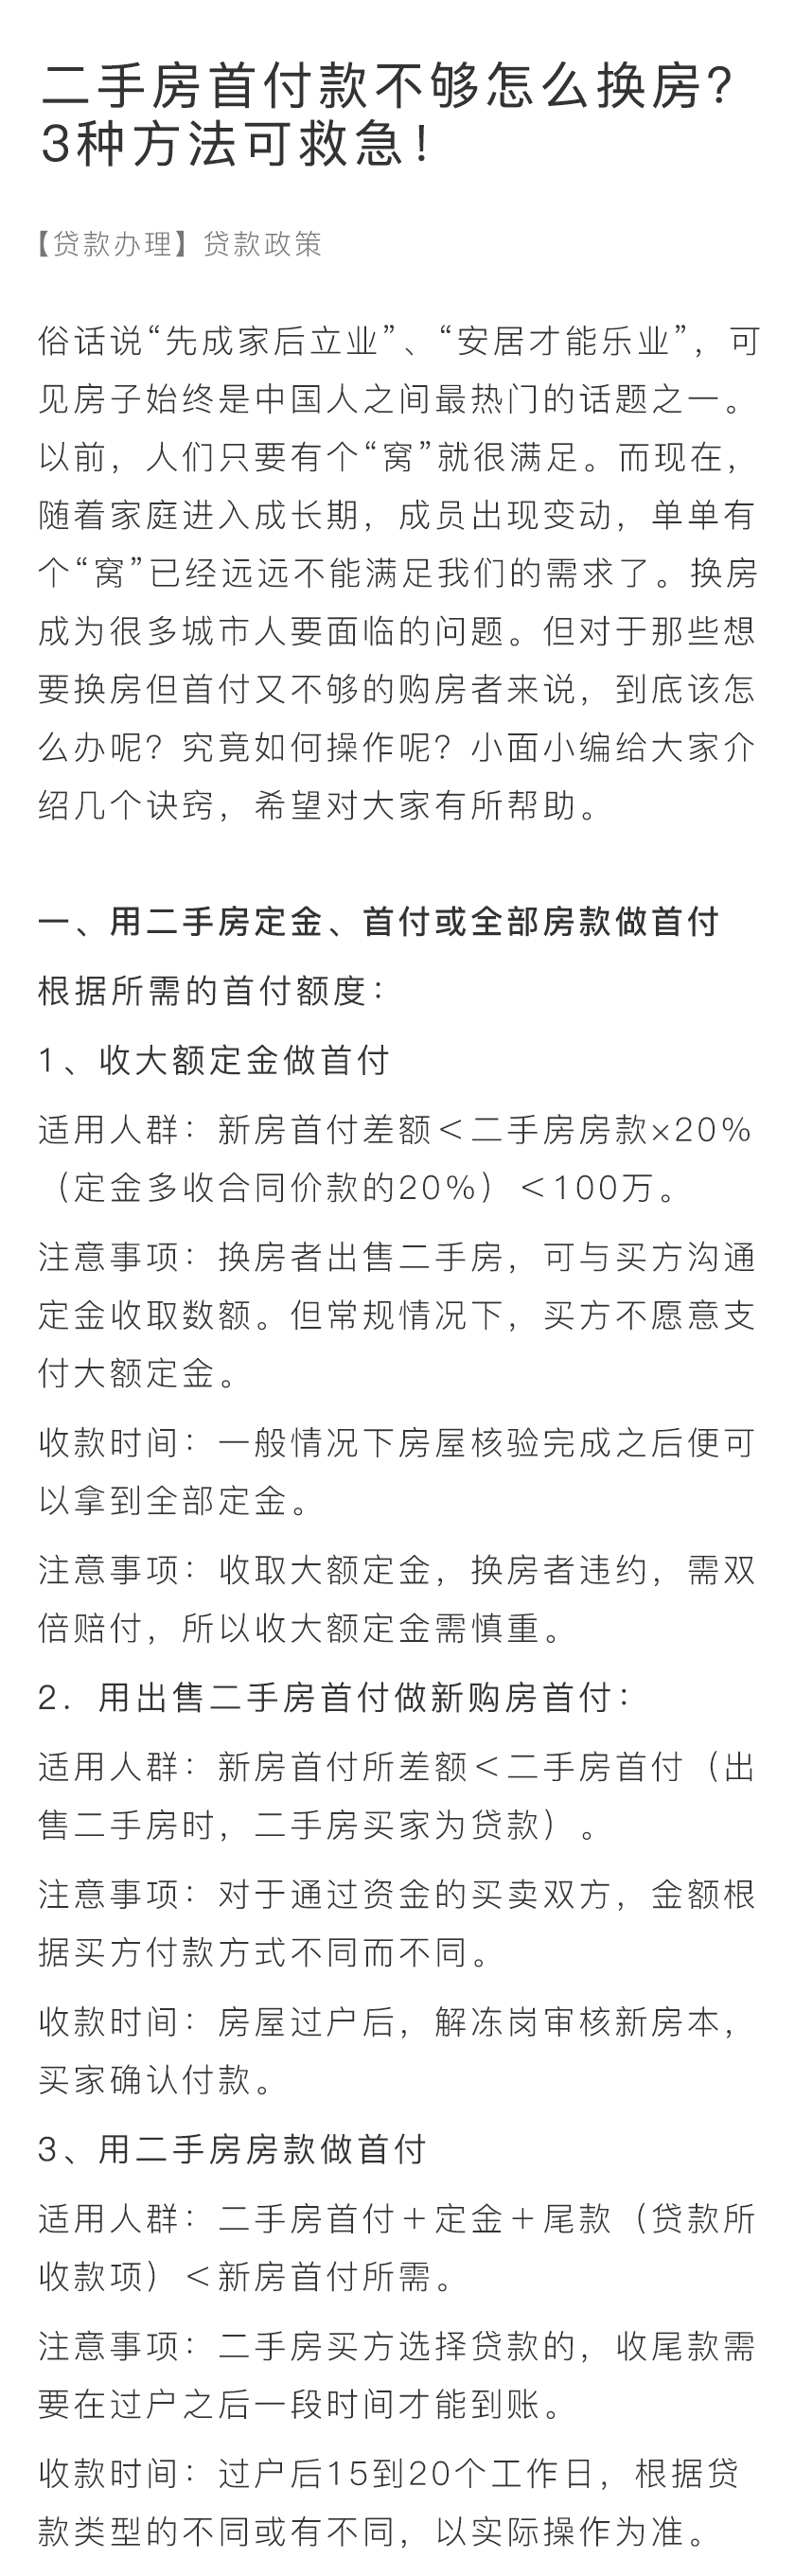 二手房首付款不够怎么换房？
3种方法可救急！
【贷款办理】贷款政策
俗话说“先成家后立业”、“安居才能乐业”，可
见房子始终是中国人之间最热门的话题之一。
以前，人们只要有个“窝”就很满足。而现在，
随着家庭进入成长期，成员出现变动，单单有
个“窝”已经远远不能满足我们的需求了。换房
成为很多城市人要面临的问题。但对于那些想
要换房但首付又不够的购房者来说，到底该怎
么办呢？究竟如何操作呢？小面小编给大家介
绍几个诀窍，希望对大家有所帮助。
一、用二手房定金、首付或全部房款做首付
根据所需的首付额度：
1、收大额定金做首付
适用人群：新房首付差额＜二手房房款×20%
（定金多收合同价款的20%）＜100万。
注意事项：换房者出售二手房，可与买方沟通
定金收取数额。但常规情况下，买方不愿意支
付大额定金。
收款时间：一般情况下房屋核验完成之后便可
以拿到全部定金。
注意事项：收取大额定金，换房者违约，需双
倍赔付，所以收大额定金需慎重。
2．用出售二手房首付做新购房首付：
适用人群：新房首付所差额＜二手房首付（出
售二手房时，二手房买家为贷款）。
注意事项：对于通过资金的买卖双方，金额根
据买方付款方式不同而不同。
收款时间：房屋过户后，解冻岗审核新房本，
买家确认付款。
3、用二手房房款做首付
适用人群：二手房首付＋定金＋尾款（贷款所
收款项）＜新房首付所需。
注意事项：二手房买方选择贷款的，收尾款需
要在过户之后一段时间才能到账。
收款时间：过户后15到20个工作日，根据贷
款类型的不同或有不同，以实际操作为准。